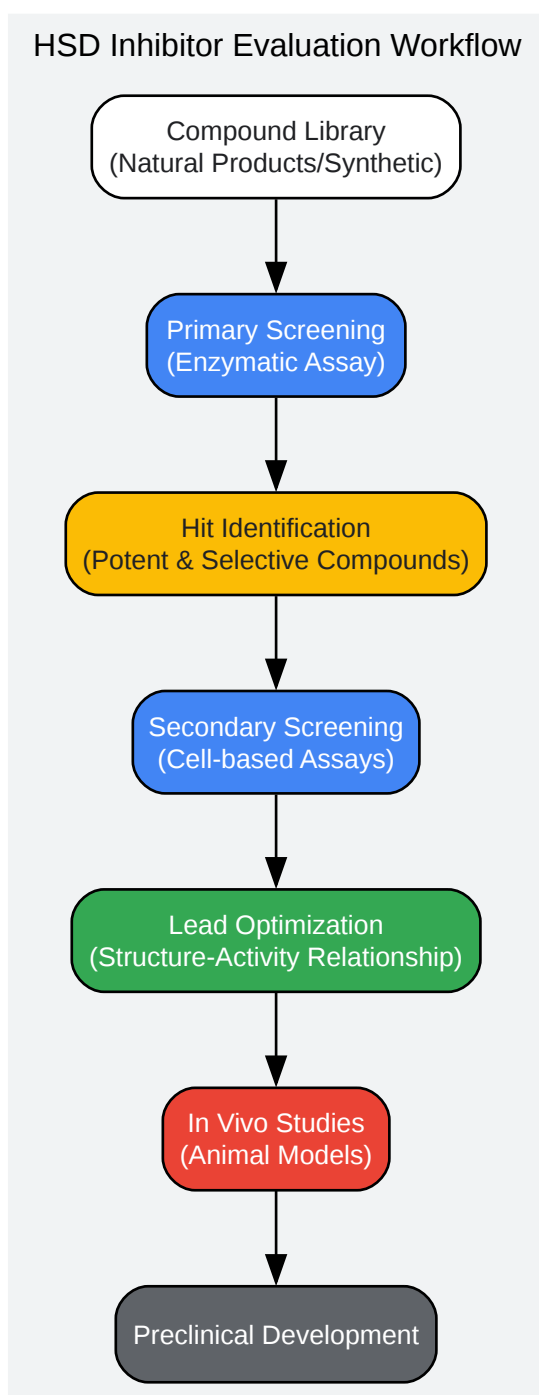 HSD Inhibitor Evaluation Workflow
Compound Library
(Natural Products/Synthetic)
Primary Screening
(Enzymatic Assay)
Hit Identification
(Potent & Selective Compounds)
Secondary Screening
(Cell-based Assays)
Lead Optimization
(Structure-Activity Relationship)
In Vivo Studies
(Animal Models)
Preclinical Development